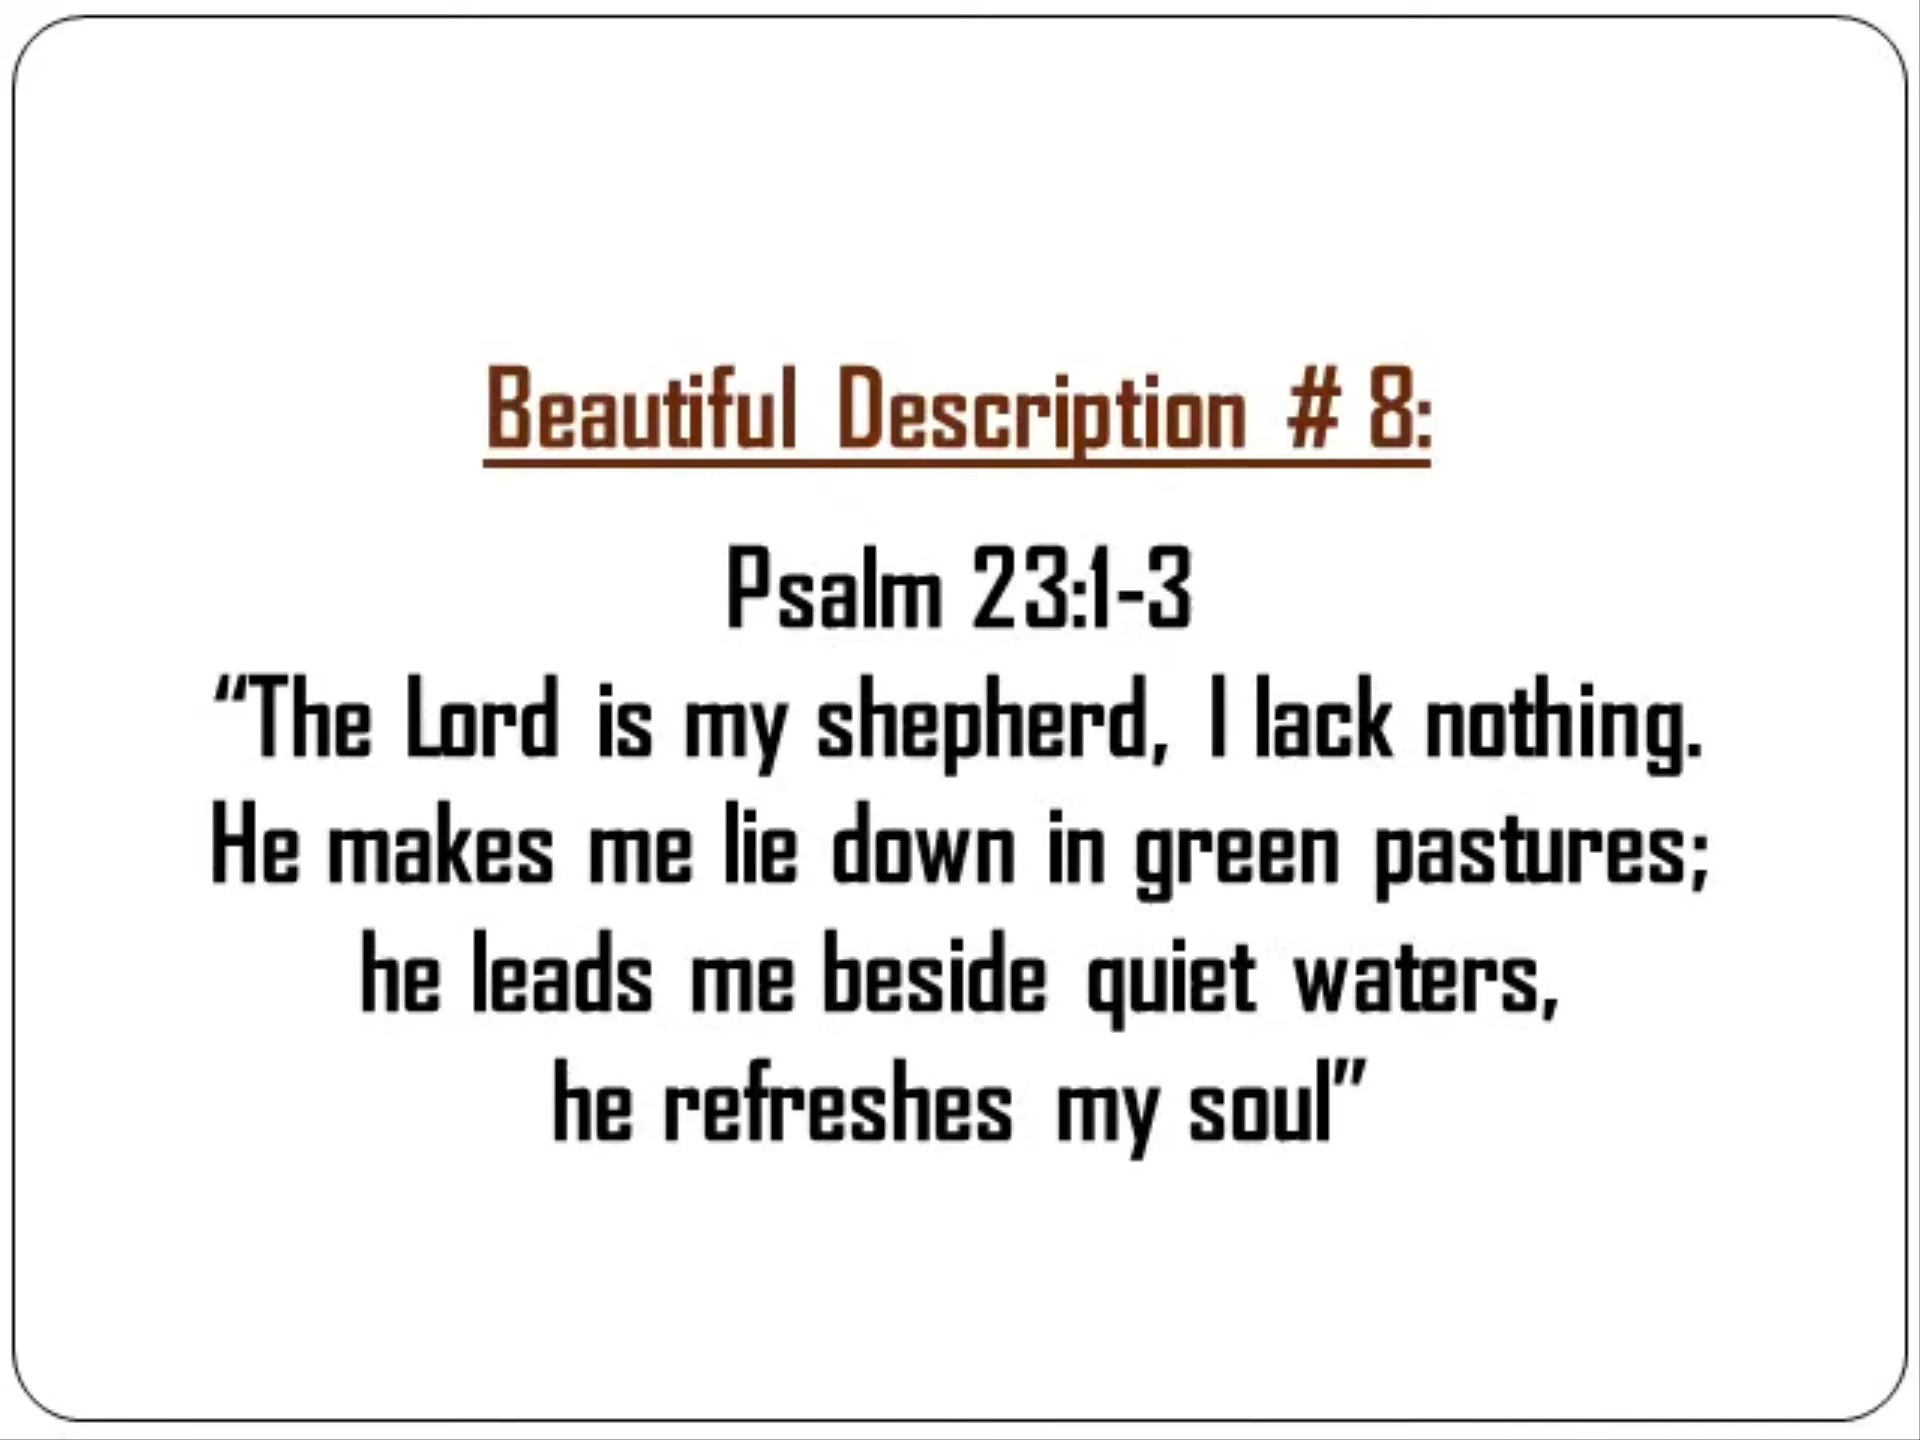 Beautiful Description # 8:
Psalm 23:1-3
“The Lord is my shepherd, I lack nothing.
He makes me lie down in green pastures;
he leads me beside quiet waters,
he refreshes my soul”